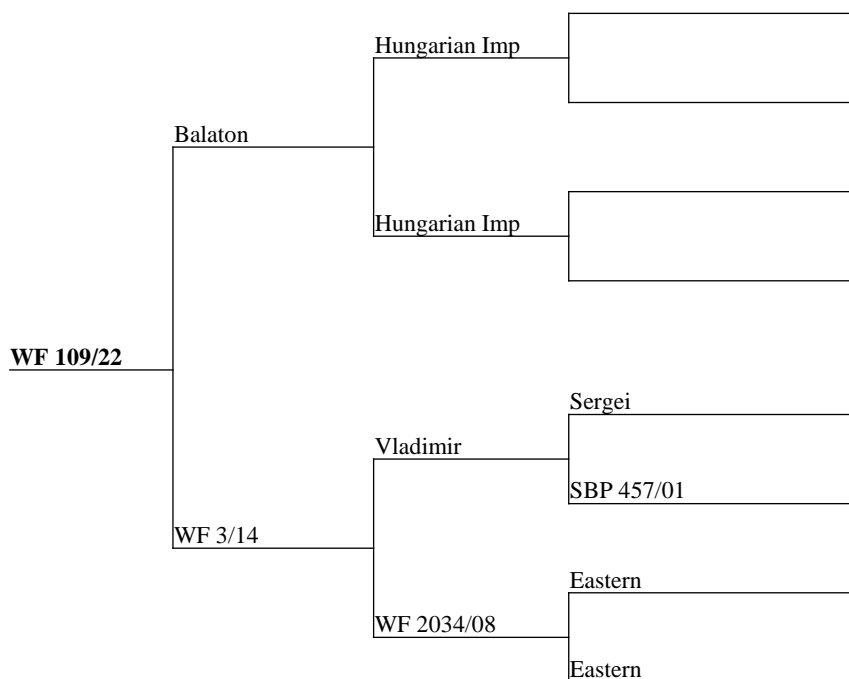 Hungarian Imp
Balaton
Hungarian Imp
WF 109/22
Sergei
Vladimir
SBP 457/01
WF 3/14
Eastern
WF 2034/08
Eastern